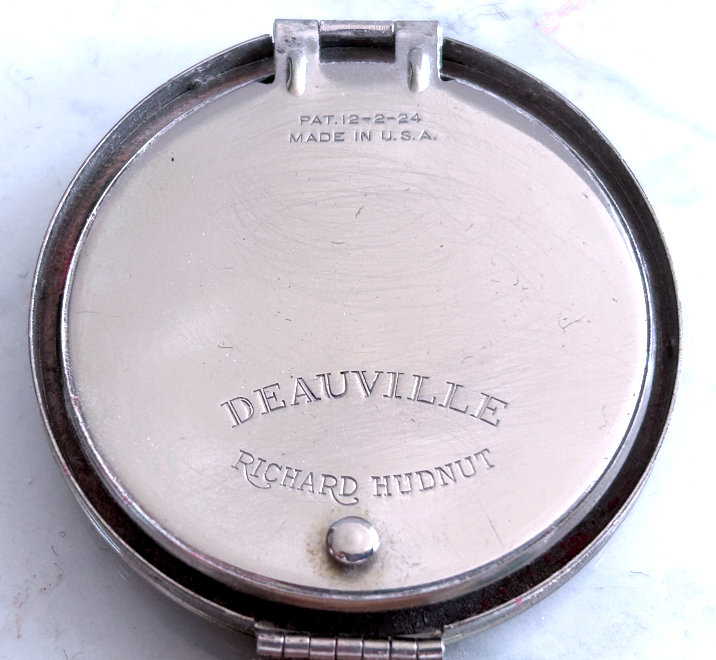 PAT. 12-2-24
MADE IN U.S.A.
DEAUVILLE
RICHARD HUDNUT